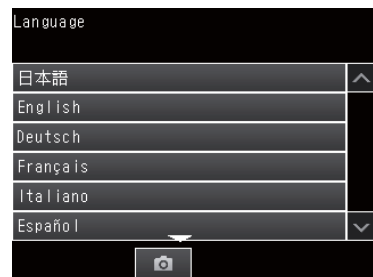 Language
日本語
English
Deutsch
Français
Italiano
Español